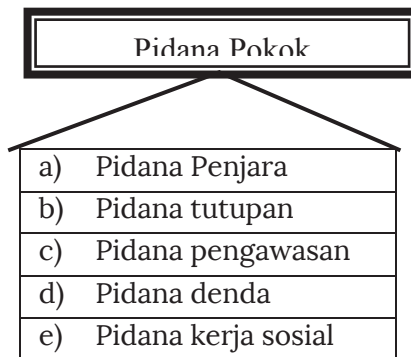 Pidana Pokok
a) Pidana Penjara
b) Pidana tutupan
c) Pidana pengawasan
d) Pidana denda
e) Pidana kerja sosial